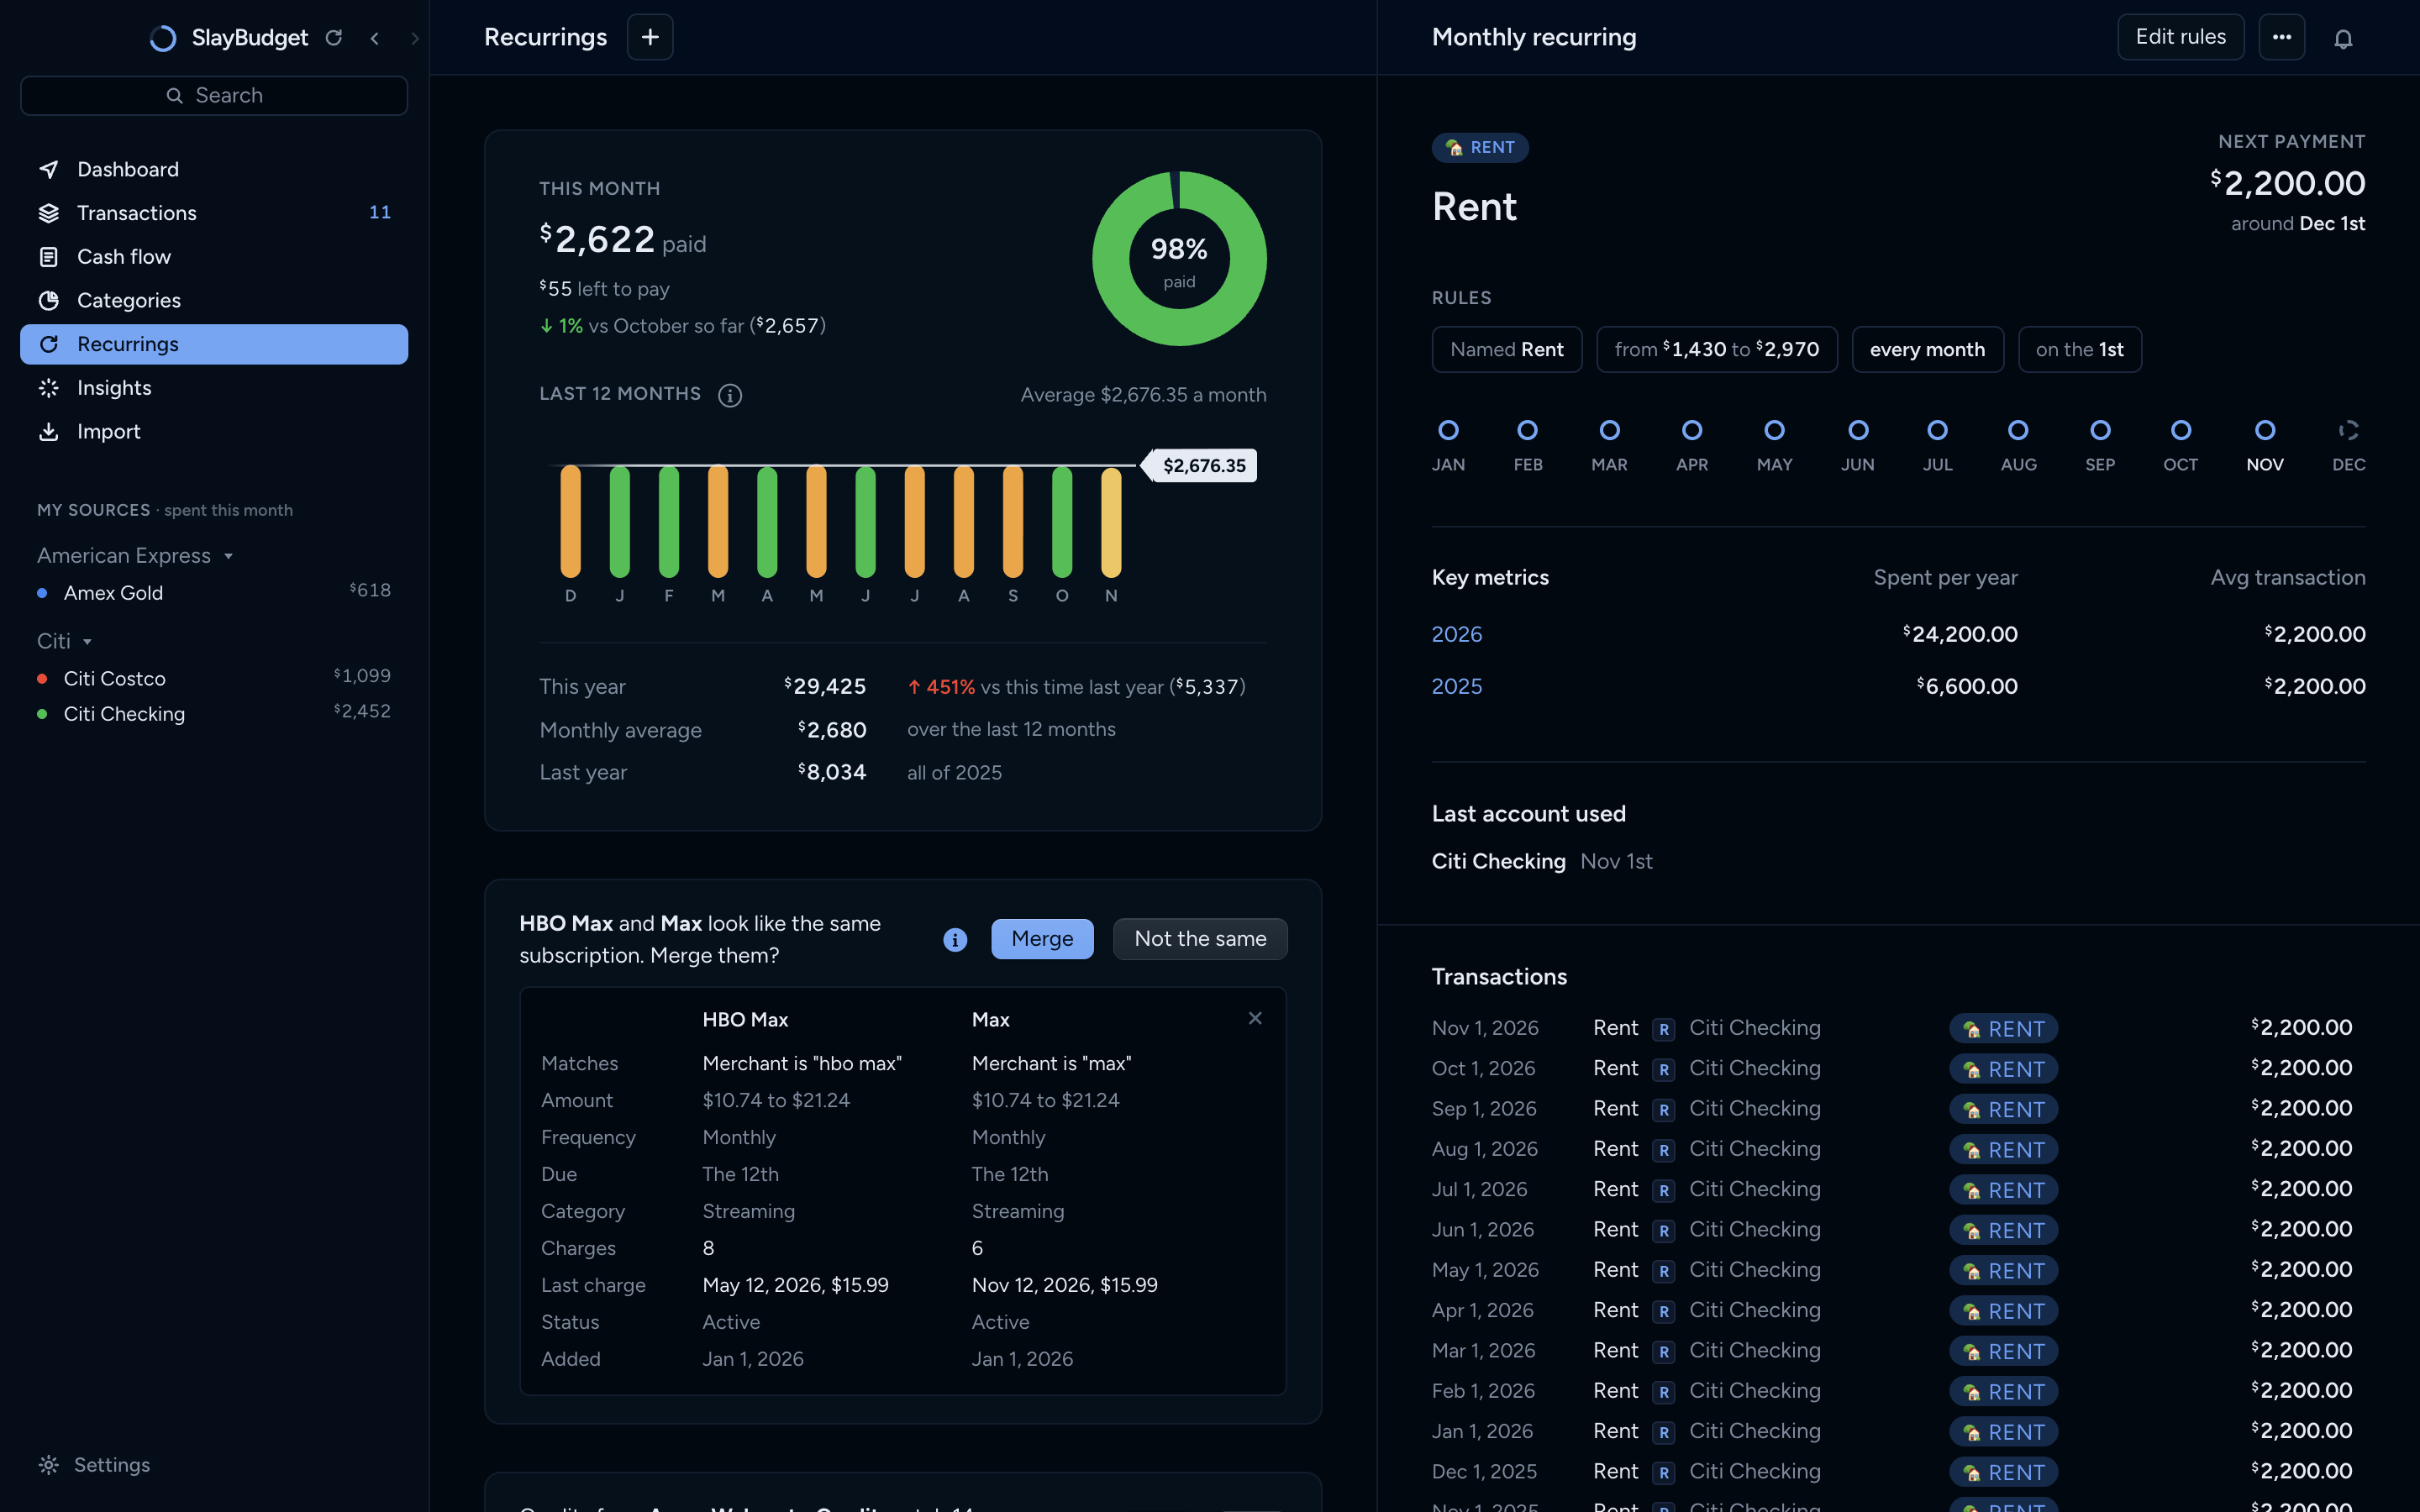 SlayBudget
Search
Dashboard
Transactions 11
Cash flow
Categories
Recurrings
Insights
Import
MY SOURCES · spent this month
American Express
Amex Gold $618
Citi
Citi Costco $1,099
Citi Checking $2,452
Settings
Recurrings +
THIS MONTH
$2,622 paid
$55 left to pay
↓ 1% vs October so far ($2,657)
98%
paid
LAST 12 MONTHS Average $2,676.35 a month
$2,676.35
D J F M A M J J A S O N
This year $29,425 ↑ 451% vs this time last year ($5,337)
Monthly average $2,680 over the last 12 months
Last year $8,034 all of 2025
HBO Max and Max look like the same
subscription. Merge them?
Merge Not the same
HBO Max Max
Matches Merchant is "hbo max" Merchant is "max"
Amount $10.74 to $21.24 $10.74 to $21.24
Frequency Monthly Monthly
Due The 12th The 12th
Category Streaming Streaming
Charges 8 6
Last charge May 12, 2026, $15.99 Nov 12, 2026, $15.99
Status Active Active
Added Jan 1, 2026 Jan 1, 2026
Monthly recurring Edit rules
RENT
Rent
NEXT PAYMENT
$2,200.00
around Dec 1st
RULES
Named Rent from $1,430 to $2,970 every month on the 1st
JAN FEB MAR APR MAY JUN JUL AUG SEP OCT NOV DEC
Key metrics Spent per year Avg transaction
2026 $24,200.00 $2,200.00
2025 $6,600.00 $2,200.00
Last account used
Citi Checking Nov 1st
Transactions
Nov 1, 2026 Rent R Citi Checking RENT $2,200.00
Oct 1, 2026 Rent R Citi Checking RENT $2,200.00
Sep 1, 2026 Rent R Citi Checking RENT $2,200.00
Aug 1, 2026 Rent R Citi Checking RENT $2,200.00
Jul 1, 2026 Rent R Citi Checking RENT $2,200.00
Jun 1, 2026 Rent R Citi Checking RENT $2,200.00
May 1, 2026 Rent R Citi Checking RENT $2,200.00
Apr 1, 2026 Rent R Citi Checking RENT $2,200.00
Mar 1, 2026 Rent R Citi Checking RENT $2,200.00
Feb 1, 2026 Rent R Citi Checking RENT $2,200.00
Jan 1, 2026 Rent R Citi Checking RENT $2,200.00
Dec 1, 2025 Rent R Citi Checking RENT $2,200.00
Nov 1, 2025 Rent R Citi Checking RENT $2,200.00